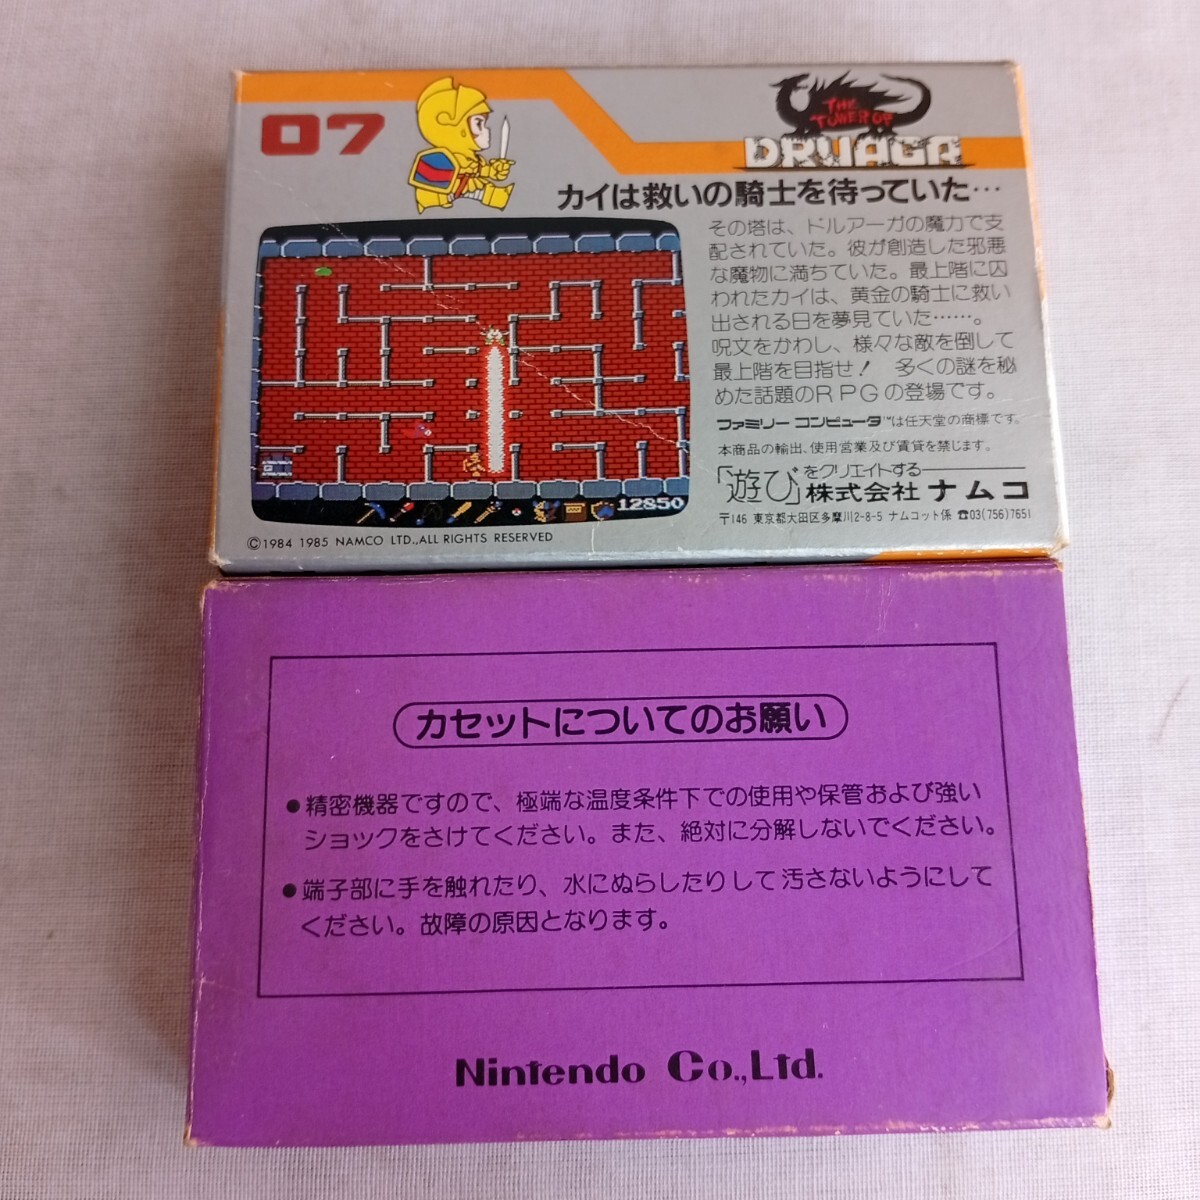 07
THE TOWER OF
DRUAGA
カイは救いの騎士を待っていた…
その塔は、ドルアーガの魔力で支
配されていた。彼が創造した邪悪
な魔物に満ちていた。最上階に囚
われたカイは、黄金の騎士に救い
出される日を夢見ていた……。
呪文をかわし、様々な敵を倒して
最上階を目指せ！ 多くの謎を秘
めた話題のRPGの登場です。
ファミリー コンピュータ™は任天堂の商標です。
本商品の輸出、使用営業及び賃貸を禁じます。
「遊び」をクリエイトする
株式会社 ナムコ
〒146 東京都大田区多摩川2-8-5 ナムコット係 ☎03(756)7651
12850
©1984 1985 NAMCO LTD.,ALL RIGHTS RESERVED
カセットについてのお願い
●精密機器ですので、極端な温度条件下での使用や保管および強い
ショックをさけてください。また、絶対に分解しないでください。
●端子部に手を触れたり、水にぬらしたりして汚さないようにして
ください。故障の原因となります。
Nintendo Co.,Ltd.